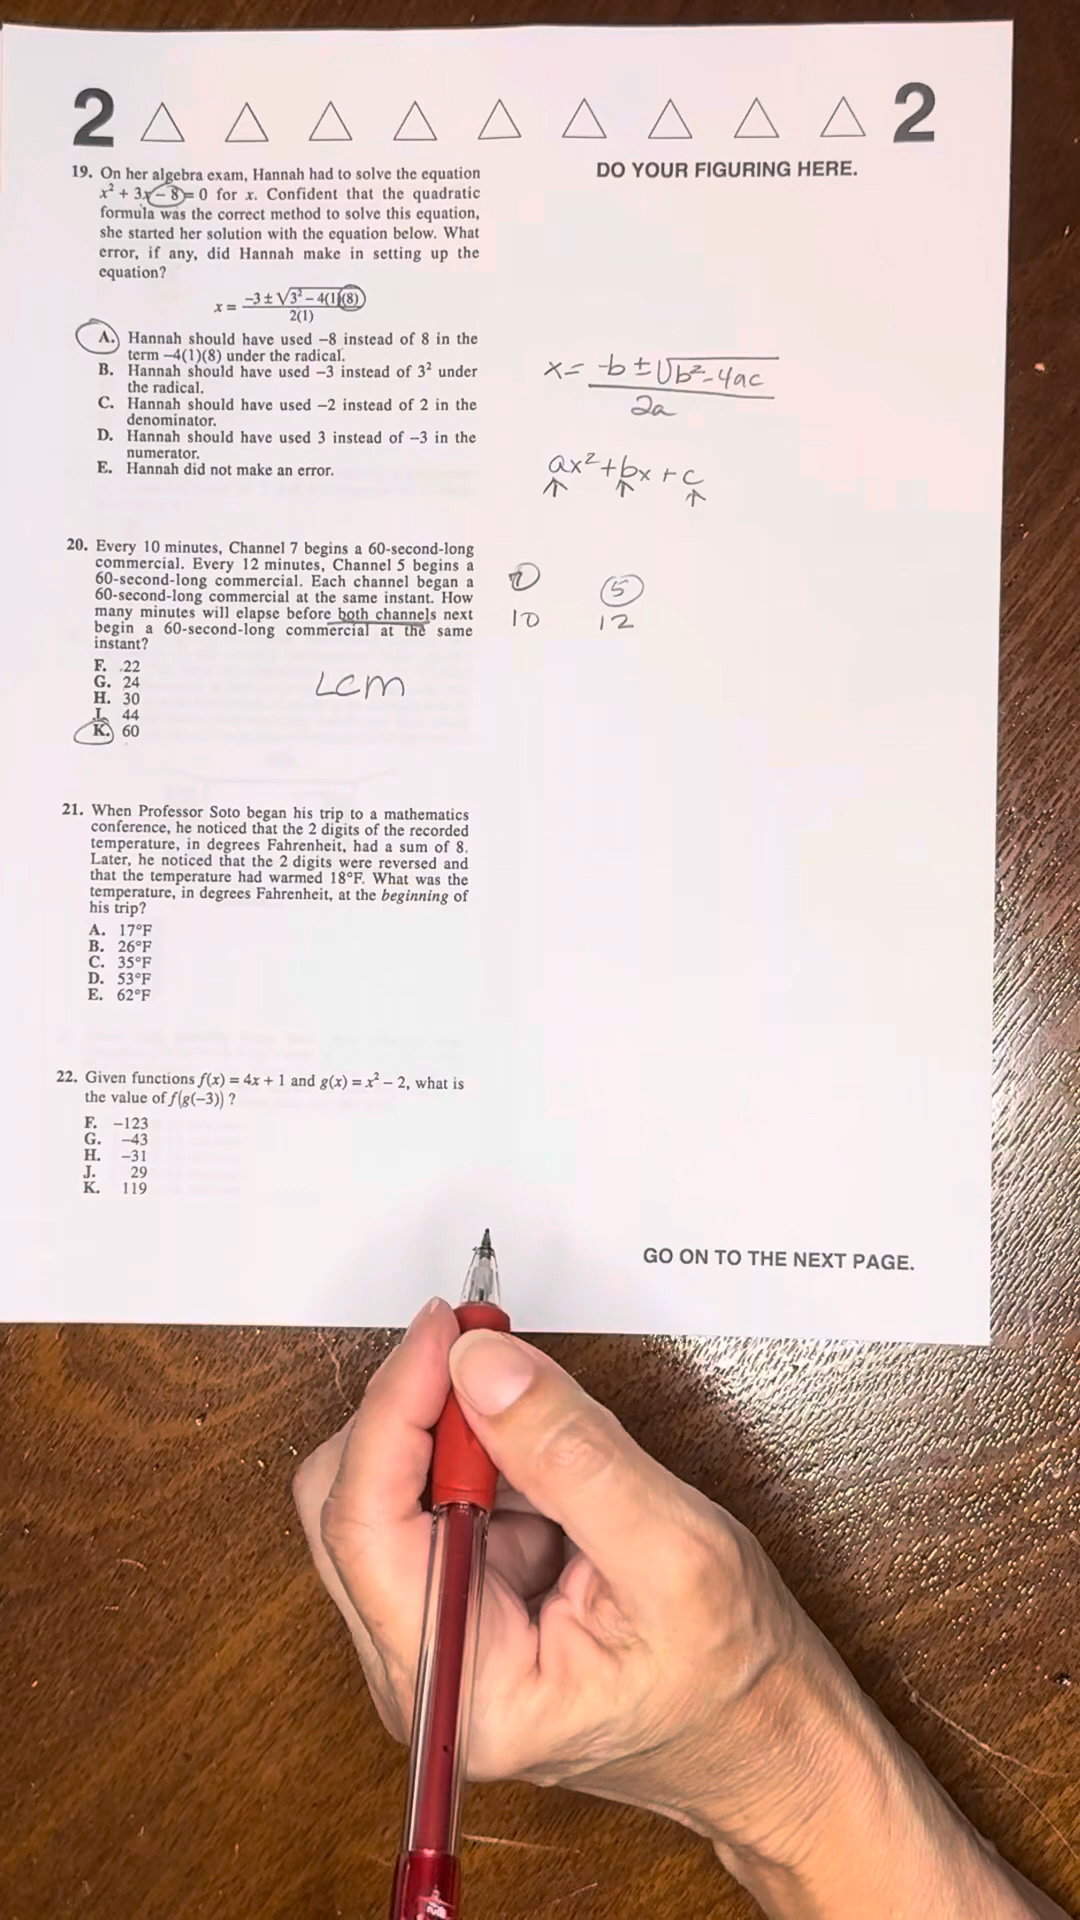 2 △ △ △ △ △ △ △ △ △ 2
DO YOUR FIGURING HERE.
19. On her algebra exam, Hannah had to solve the equation
x² + 3x – 8 = 0 for x. Confident that the quadratic
formula was the correct method to solve this equation,
she started her solution with the equation below. What
error, if any, did Hannah make in setting up the
equation?
x = (–3 ± √(3² – 4(1)(8))) / 2(1)
A. Hannah should have used –8 instead of 8 in the
term –4(1)(8) under the radical.
B. Hannah should have used –3 instead of 3² under
the radical.
C. Hannah should have used –2 instead of 2 in the
denominator.
D. Hannah should have used 3 instead of –3 in the
numerator.
E. Hannah did not make an error.
x = (-b ± √(b²-4ac)) / 2a
ax²+bx+c
20. Every 10 minutes, Channel 7 begins a 60-second-long
commercial. Every 12 minutes, Channel 5 begins a
60-second-long commercial. Each channel began a
60-second-long commercial at the same instant. How
many minutes will elapse before both channels next
begin a 60-second-long commercial at the same
instant?
F. 22
G. 24
H. 30
J. 44
K. 60
LCM
7 5
10 12
21. When Professor Soto began his trip to a mathematics
conference, he noticed that the 2 digits of the recorded
temperature, in degrees Fahrenheit, had a sum of 8.
Later, he noticed that the 2 digits were reversed and
that the temperature had warmed 18°F. What was the
temperature, in degrees Fahrenheit, at the beginning of
his trip?
A. 17°F
B. 26°F
C. 35°F
D. 53°F
E. 62°F
22. Given functions f(x) = 4x + 1 and g(x) = x² – 2, what is
the value of f(g(–3)) ?
F. –123
G. –43
H. –31
J. 29
K. 119
GO ON TO THE NEXT PAGE.